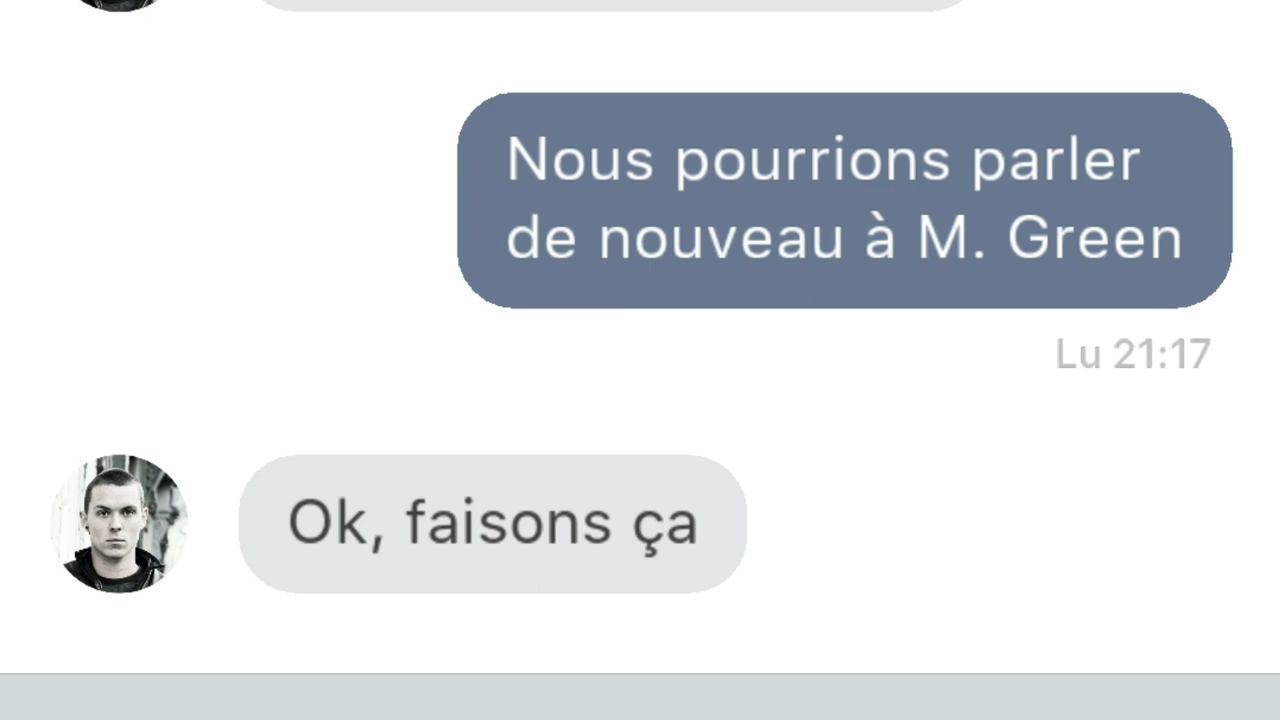 Nous pourrions parler
de nouveau à M. Green
Lu 21:17
Ok, faisons ça